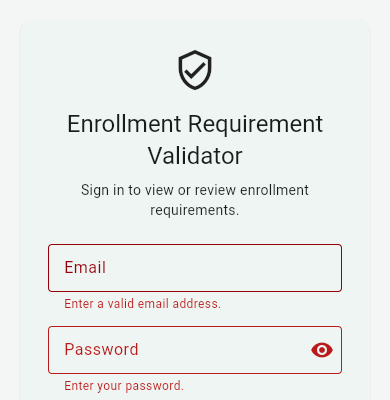 Enrollment Requirement
Validator
Sign in to view or review enrollment
requirements.
Email
Enter a valid email address.
Password
Enter your password.